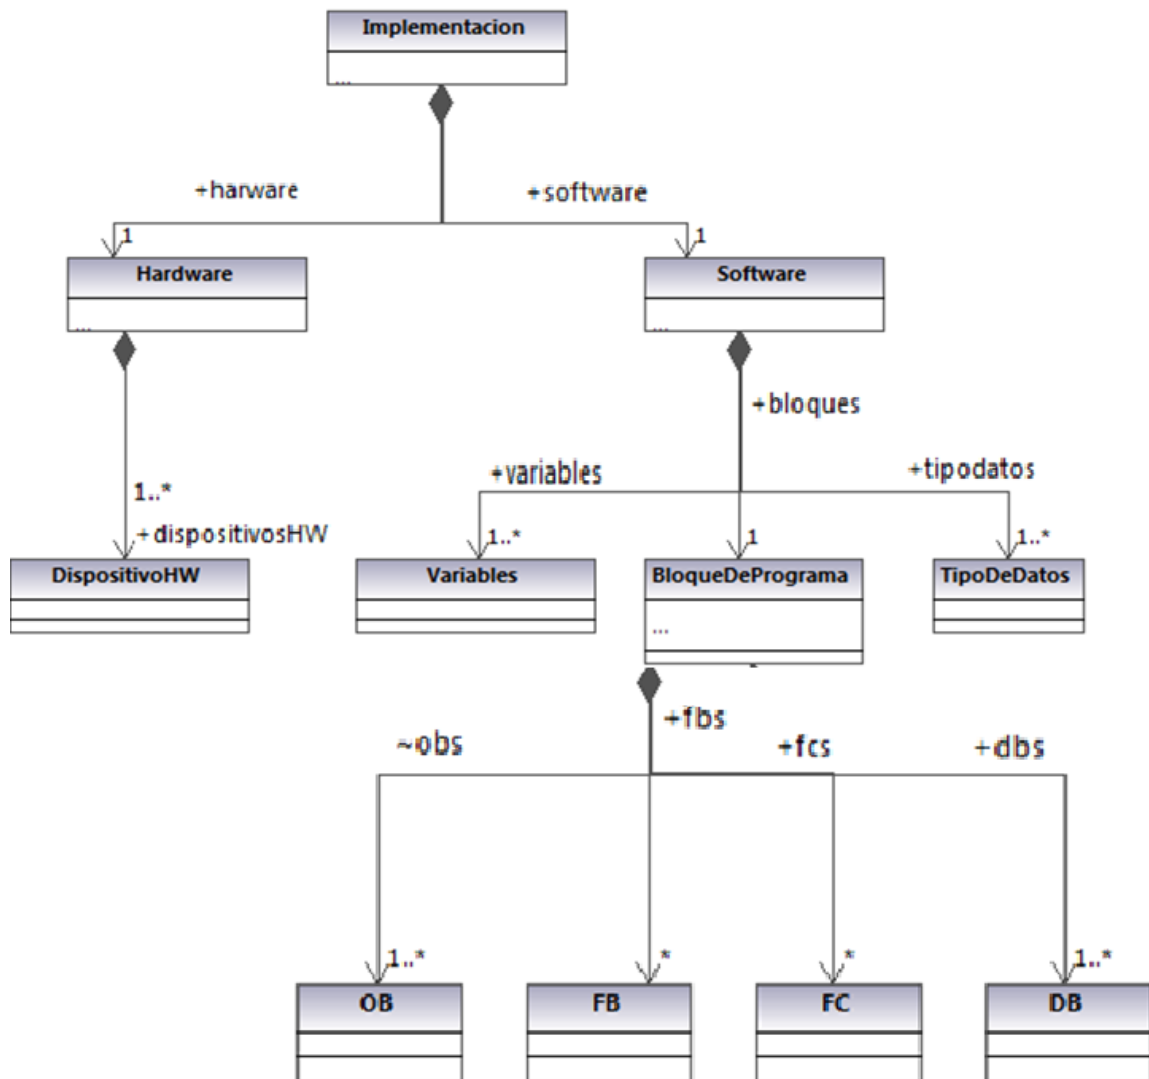 Implementacion
...
+harware
+software
1
1
Hardware
Software
...
...
+bloques
+variables
+tipodatos
1..*
+dispositivosHW
1..*
1
1..*
DispositivoHW
Variables
BloqueDePrograma
TipoDeDatos
...
+fbs
~obs
+fcs
+dbs
1..*
*
*
1..*
OB
FB
FC
DB